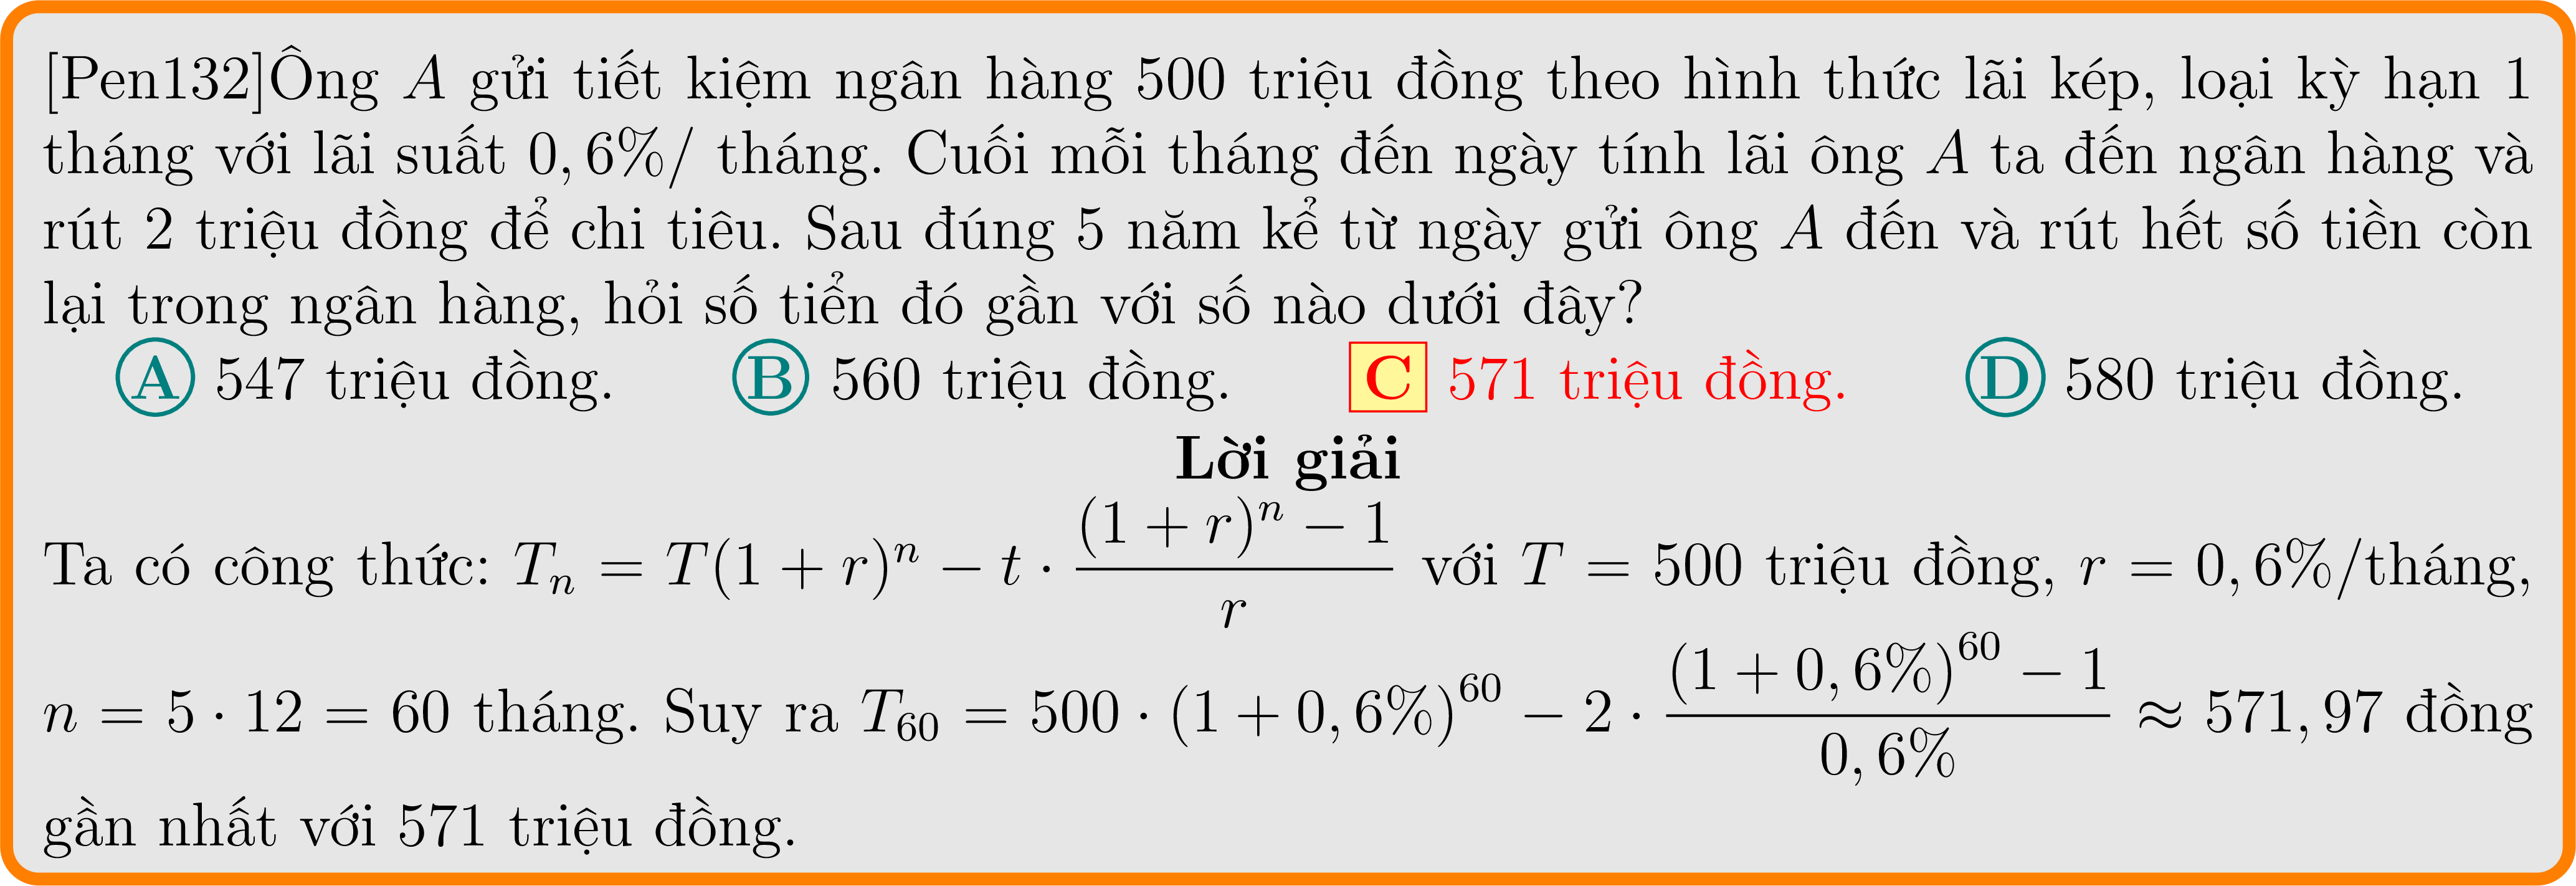 [Pen132]Ông A gửi tiết kiệm ngân hàng 500 triệu đồng theo hình thức lãi kép, loại kỳ hạn 1
tháng với lãi suất 0, 6%/ tháng. Cuối mỗi tháng đến ngày tính lãi ông A ta đến ngân hàng và
rút 2 triệu đồng để chi tiêu. Sau đúng 5 năm kể từ ngày gửi ông A đến và rút hết số tiền còn
lại trong ngân hàng, hỏi số tiển đó gần với số nào dưới đây?
A 547 triệu đồng. B 560 triệu đồng. C 571 triệu đồng. D 580 triệu đồng.
Lời giải
Ta có công thức: $T_n = T(1 + r)^n - t \cdot \frac{(1 + r)^n - 1}{r}$ với T = 500 triệu đồng, r = 0, 6%/tháng,
n = 5 · 12 = 60 tháng. Suy ra $T_{60} = 500 \cdot (1 + 0, 6\%)^{60} - 2 \cdot \frac{(1 + 0, 6\%)^{60} - 1}{0, 6\%} \approx 571, 97$ đồng
gần nhất với 571 triệu đồng.